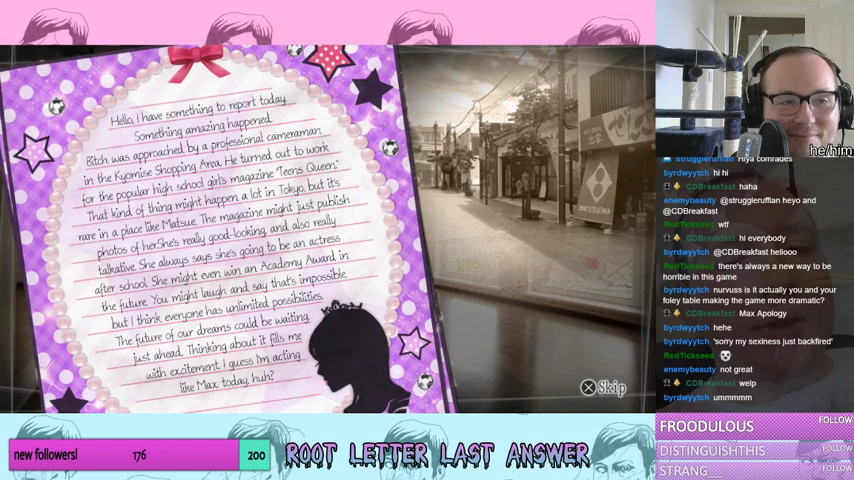 Hello, I have something to report today.
Something amazing happened.
Bitch was approached by a professional cameraman
in the Kyomise Shopping Area. He turned out to work
for the popular high school girls magazine "Teens Queen."
That kind of thing might happen a lot in Tokyo, but it's
rare in a place like Matsue. The magazine might just publish
photos of her.She's really good-looking, and also really
talkative. She always says she's going to be an actress
after school. She might even win an Academy Award in
the future. You might laugh and say that's impossible
but I think everyone has unlimited possibilities.
The future of our dreams could be waiting
just ahead. Thinking about it fills me
with excitement. I guess I'm acting
like Max today, huh?
Skip
he/him
struggleruffian Hiya comrades
byrdwyytch hi hi
CDBreakfast haha
enemybeauty @struggleruffian heyo and
@CDBreakfast
RedTickseed wtf
CDBreakfast hi everybody
byrdwyytch @CDBreakfast hellooo
RedTickseed there's always a new way to be
horrible in this game
byrdwyytch nurvuss is it actually you and your
foley table making the game more dramatic?
CDBreakfast Max Apology
byrdwyytch hehe
byrdwyytch 'sorry my sexiness just backfired'
RedTickseed
enemybeauty not great
CDBreakfast welp
byrdwyytch ummmmm
FROODULOUS FOLLOW
DISTINGUISHTHIS FOLLOW
STRANG__ FOLLOW
new followers! 176 200
ROOT LETTER LAST ANSWER